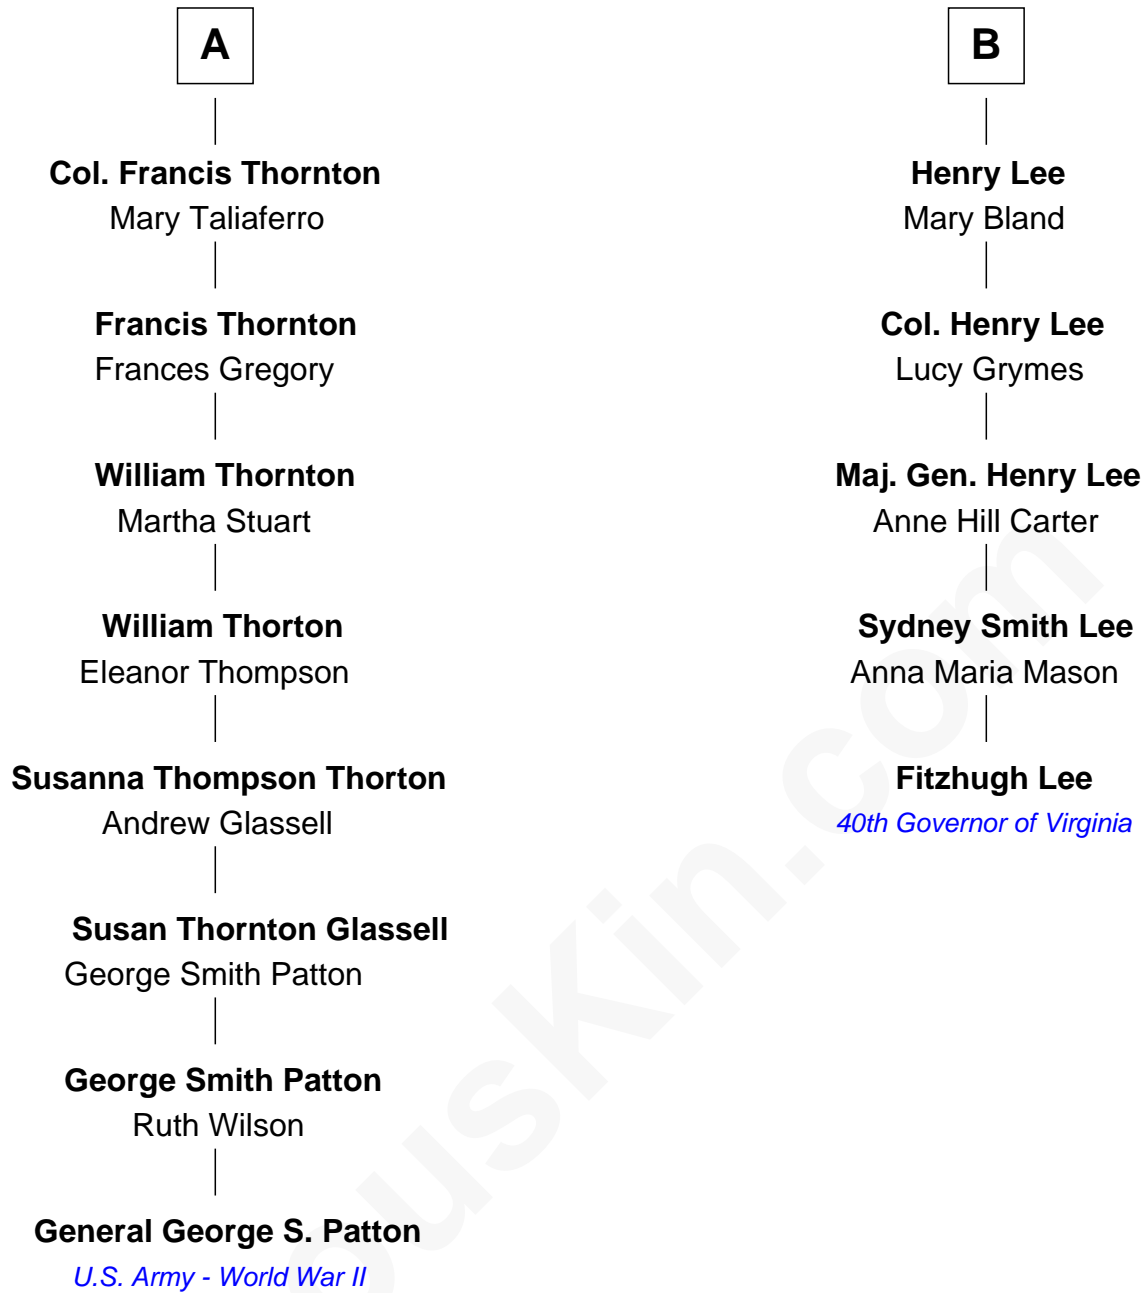 A
Col. Francis Thornton
Mary Taliaferro
Francis Thornton
Frances Gregory
William Thornton
Martha Stuart
William Thorton
Eleanor Thompson
Susanna Thompson Thorton
Andrew Glassell
Susan Thornton Glassell
George Smith Patton
George Smith Patton
Ruth Wilson
General George S. Patton
U.S. Army - World War II
B
Henry Lee
Mary Bland
Col. Henry Lee
Lucy Grymes
Maj. Gen. Henry Lee
Anne Hill Carter
Sydney Smith Lee
Anna Maria Mason
Fitzhugh Lee
40th Governor of Virginia
ousKin.com